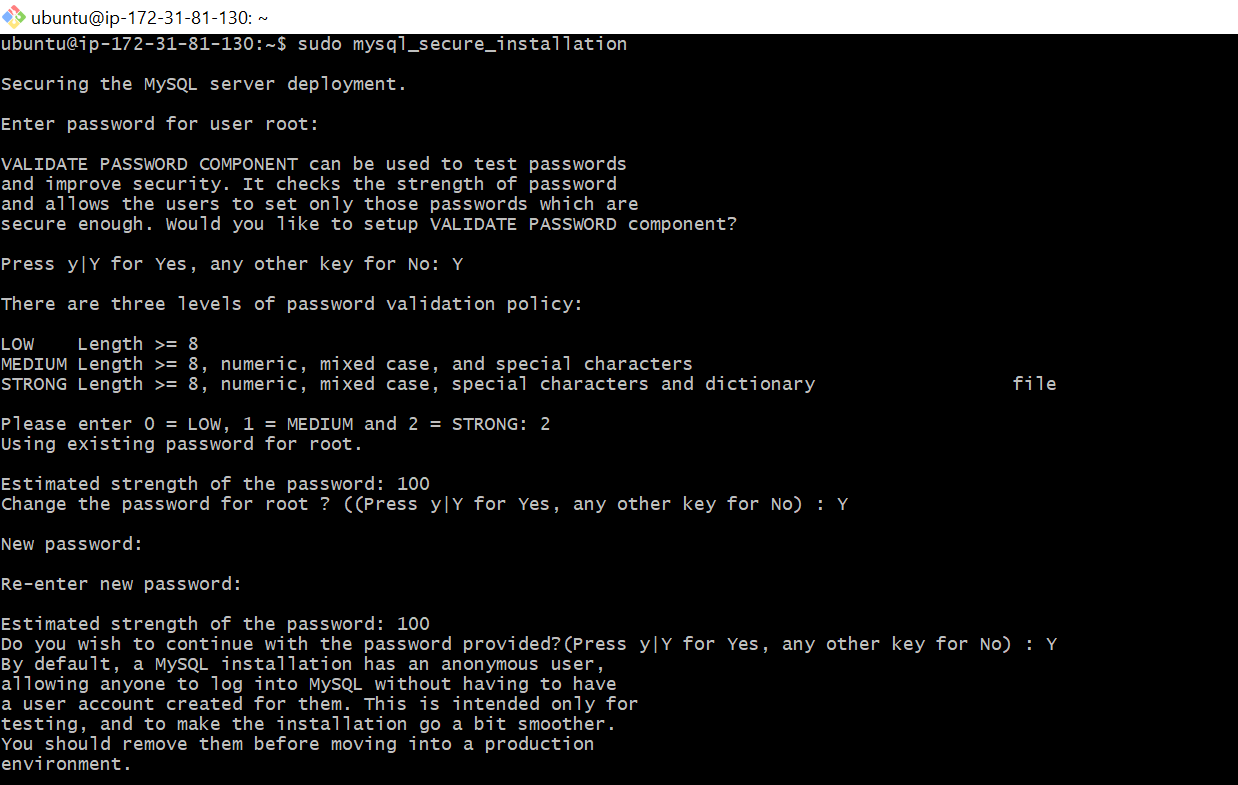 ubuntu@ip-172-31-81-130: ~
ubuntu@ip-172-31-81-130:~$ sudo mysql_secure_installation
Securing the MySQL server deployment.
Enter password for user root:
VALIDATE PASSWORD COMPONENT can be used to test passwords
and improve security. It checks the strength of password
and allows the users to set only those passwords which are
secure enough. Would you like to setup VALIDATE PASSWORD component?
Press y|Y for Yes, any other key for No: Y
There are three levels of password validation policy:
LOW    Length >= 8
MEDIUM Length >= 8, numeric, mixed case, and special characters
STRONG Length >= 8, numeric, mixed case, special characters and dictionary                  file
Please enter 0 = LOW, 1 = MEDIUM and 2 = STRONG: 2
Using existing password for root.
Estimated strength of the password: 100
Change the password for root ? ((Press y|Y for Yes, any other key for No) : Y
New password:
Re-enter new password:
Estimated strength of the password: 100
Do you wish to continue with the password provided?(Press y|Y for Yes, any other key for No) : Y
By default, a MySQL installation has an anonymous user,
allowing anyone to log into MySQL without having to have
a user account created for them. This is intended only for
testing, and to make the installation go a bit smoother.
You should remove them before moving into a production
environment.